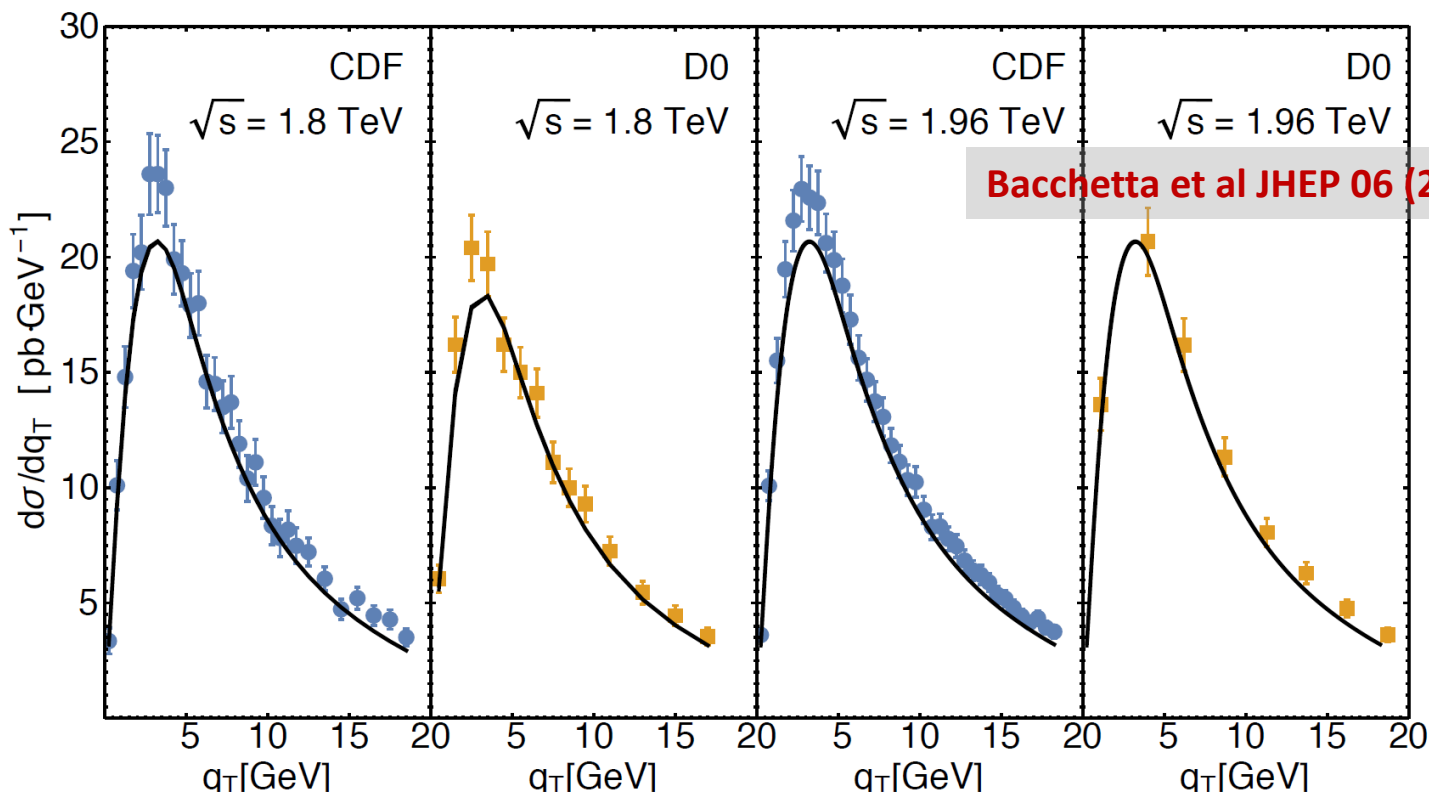 30
25
20
15
10
5
dσ/dq_T [pb·GeV⁻¹]
CDF
√s = 1.8 TeV
D0
√s = 1.8 TeV
CDF
√s = 1.96 TeV
D0
√s = 1.96 TeV
Bacchetta et al JHEP 06 (2
5 10 15 20 5 10 15 20 5 10 15 20 5 10 15 20
q_T[GeV] q_T[GeV] q_T[GeV] q_T[GeV]